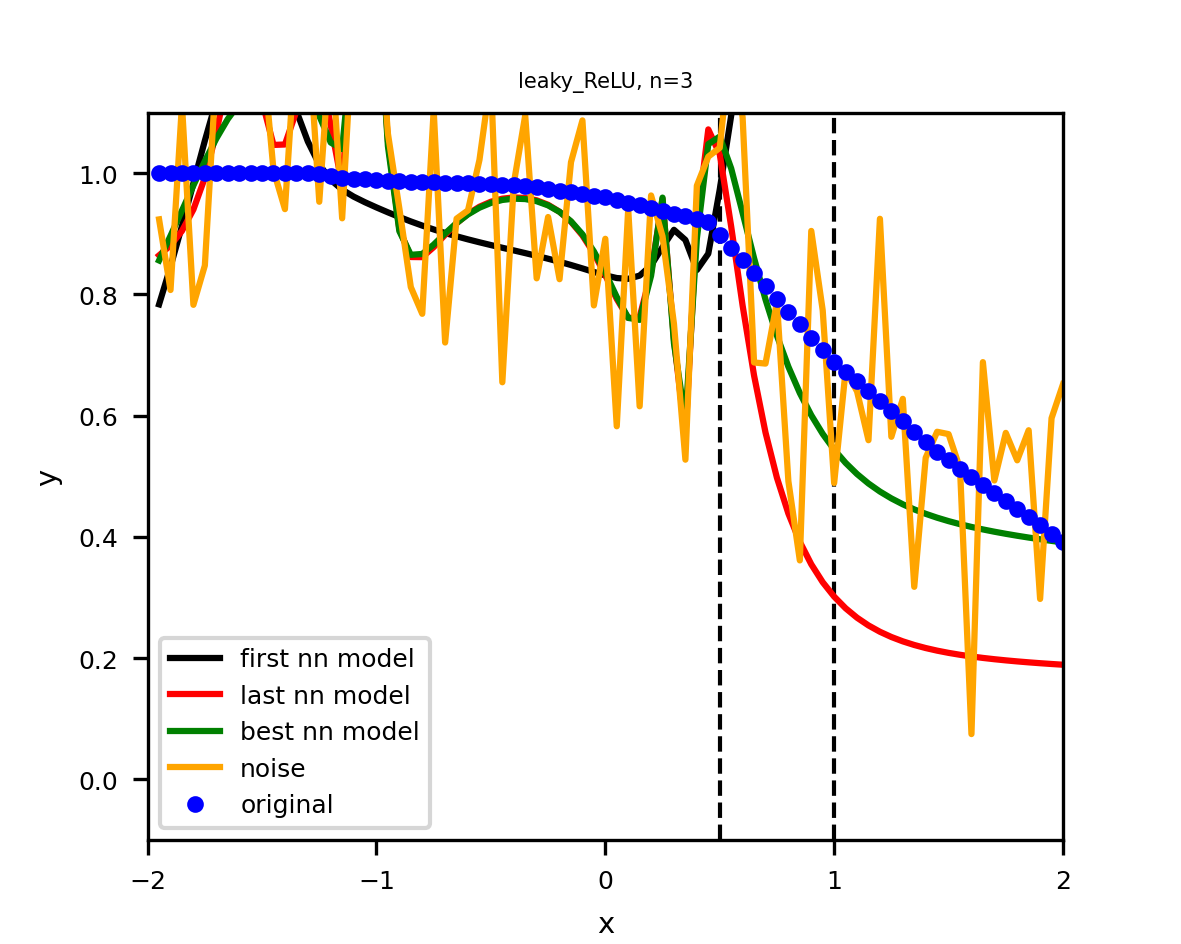 leaky_ReLU, n=3
1.0
0.8
0.6
0.4
0.2
0.0
y
first nn model
last nn model
best nn model
noise
original
−2
−1
0
1
2
x